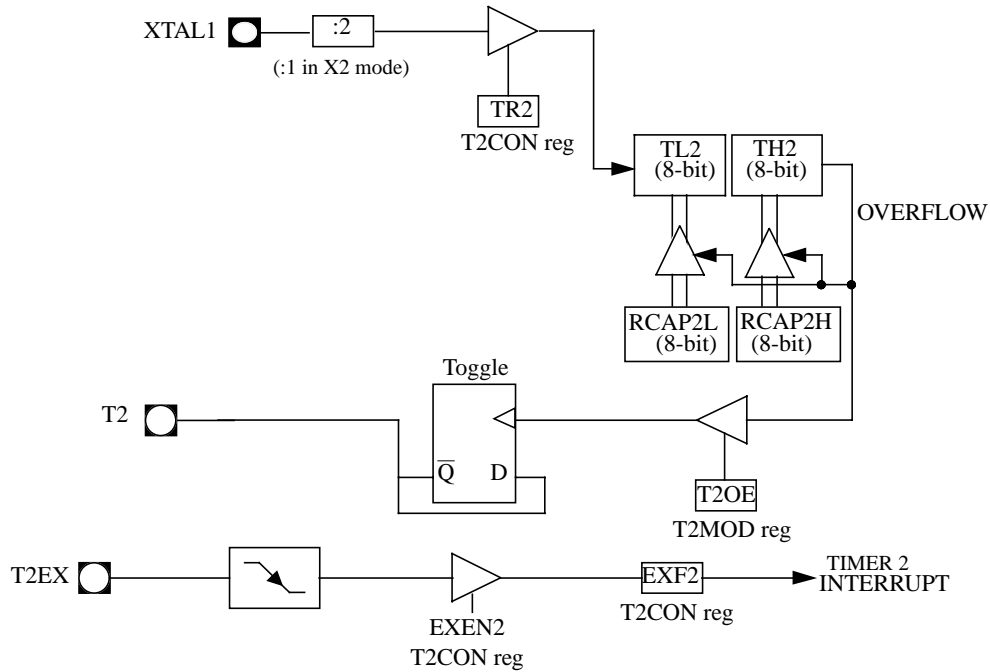 XTAL1
:2
(:1 in X2 mode)
TR2
T2CON reg
TL2
(8-bit)
TH2
(8-bit)
OVERFLOW
RCAP2L
(8-bit)
RCAP2H
(8-bit)
Toggle
T2
Q̅
D
T2OE
T2MOD reg
T2EX
EXEN2
T2CON reg
EXF2
T2CON reg
TIMER 2
INTERRUPT